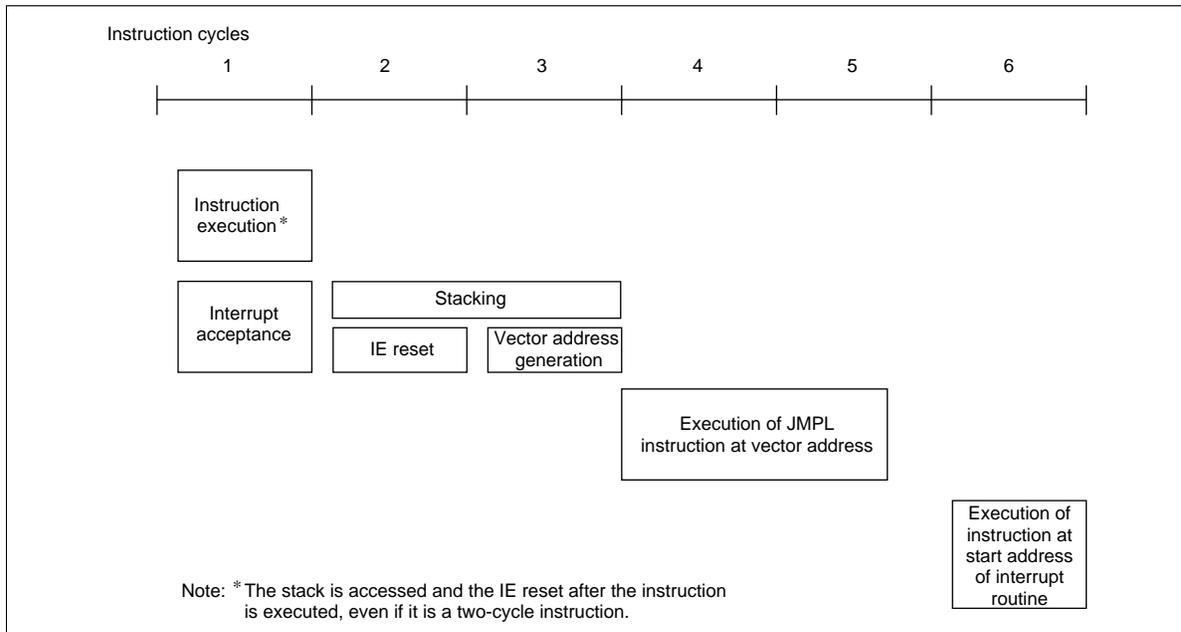 Instruction cycles
1 2 3 4 5 6
Instruction
execution*
Interrupt
acceptance
Stacking
IE reset
Vector address
generation
Execution of JMPL
instruction at vector address
Execution of
instruction at
start address
of interrupt
routine
Note: * The stack is accessed and the IE reset after the instruction
is executed, even if it is a two-cycle instruction.